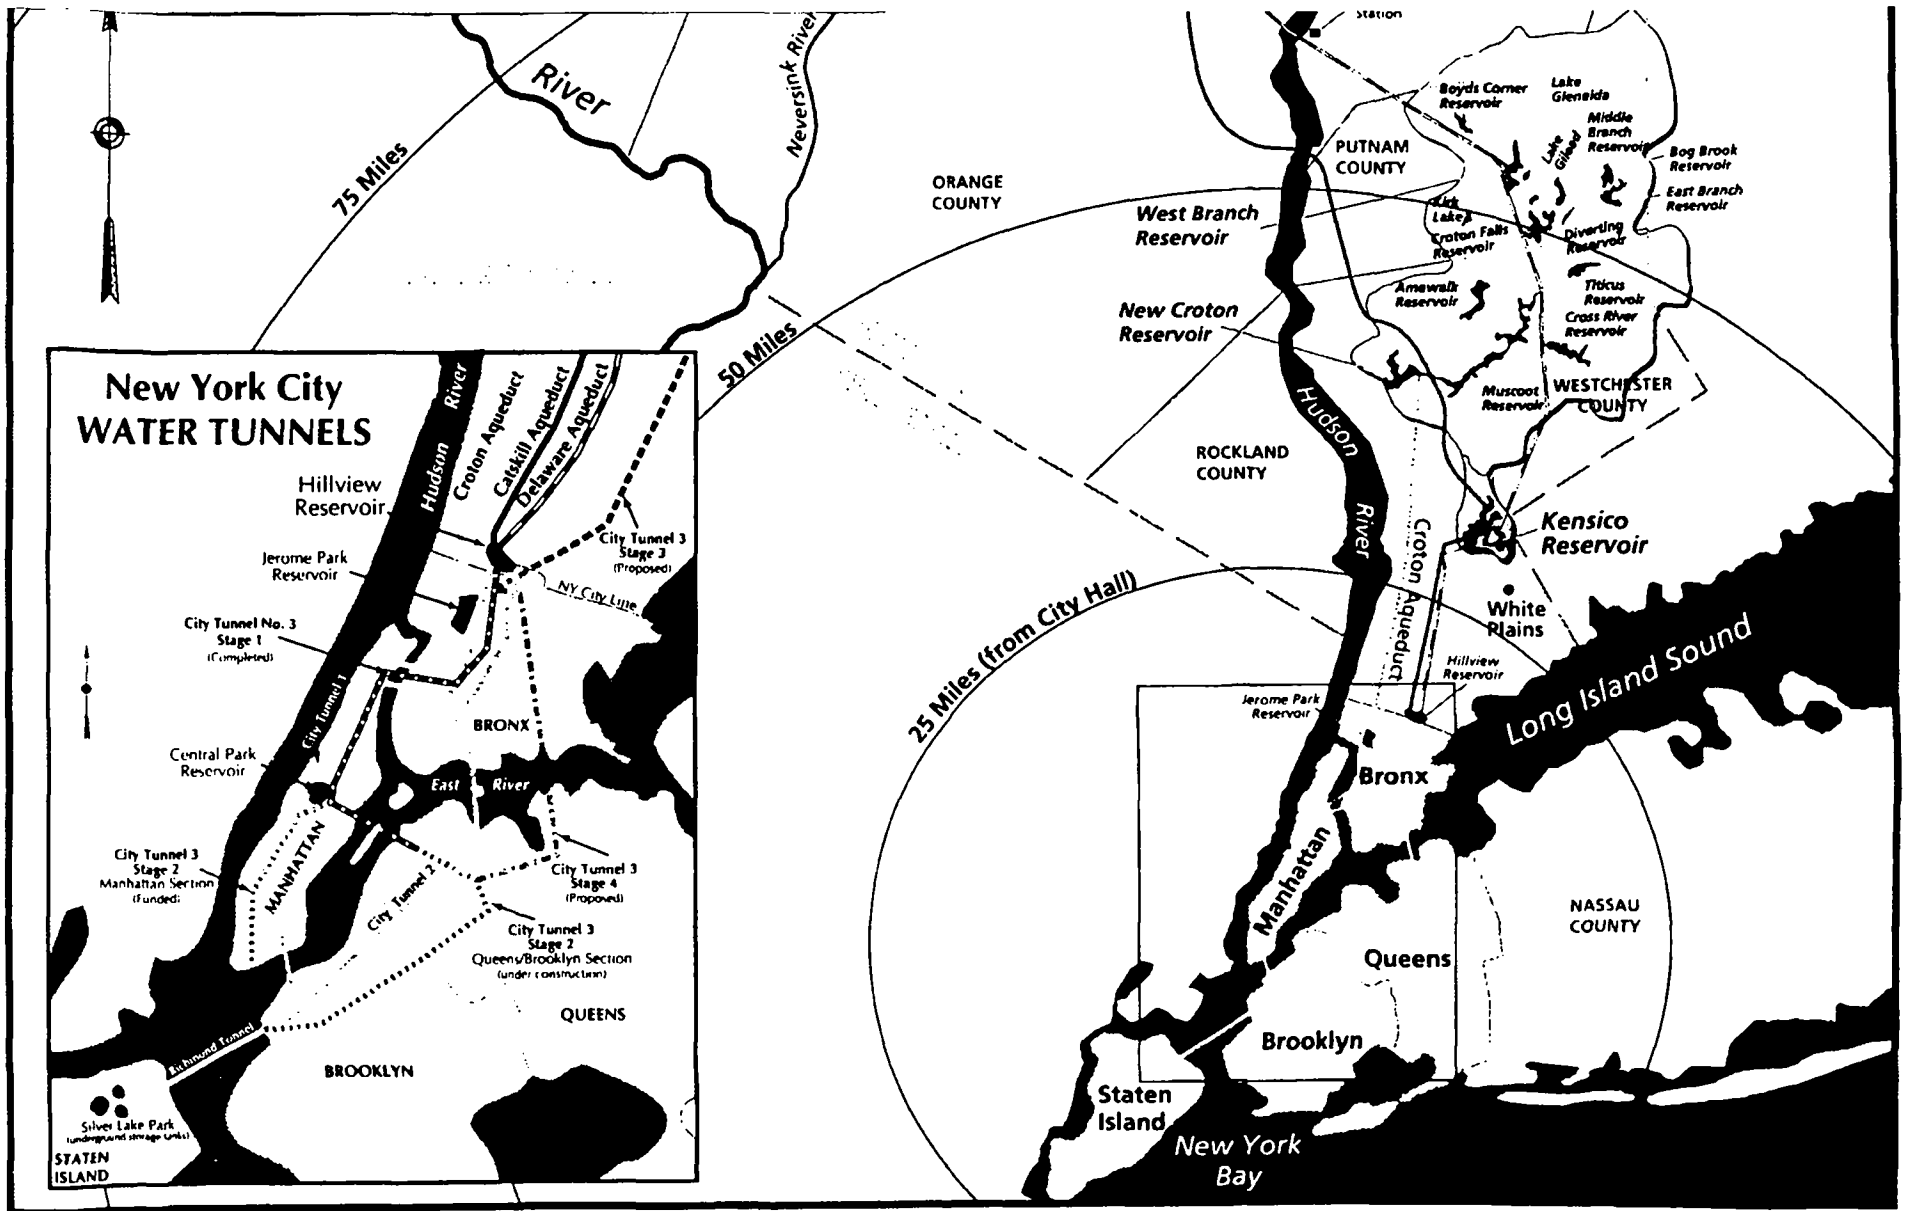 Station
River
Neversink River
75 Miles
ORANGE
COUNTY
50 Miles
PUTNAM
COUNTY
Boyds Corner
Reservoir
Lake
Gleneida
Lake
Gilead
Middle
Branch
Reservoir
Bog Brook
Reservoir
East Branch
Reservoir
West Branch
Reservoir
Kirk
Lake
Croton Falls
Reservoir
Diverting
Reservoir
New Croton
Reservoir
Amawalk
Reservoir
Titicus
Reservoir
Cross River
Reservoir
Muscoot
Reservoir
WESTCHESTER
COUNTY
Hudson
River
ROCKLAND
COUNTY
Croton Aqueduct
Kensico
Reservoir
White
Plains
25 Miles (from City Hall)
Hillview
Reservoir
Jerome Park
Reservoir
Long Island Sound
Bronx
Manhattan
Queens
NASSAU
COUNTY
Brooklyn
Staten
Island
New York
Bay
New York City
WATER TUNNELS
Hudson River
Croton Aqueduct
Catskill Aqueduct
Delaware Aqueduct
Hillview
Reservoir
City Tunnel 3
Stage 3
(Proposed)
Jerome Park
Reservoir
NY City Line
City Tunnel No. 3
Stage 1
(Completed)
City Tunnel 1
BRONX
Central Park
Reservoir
East River
MANHATTAN
City Tunnel 3
Stage 2
Manhattan Section
(Funded)
City Tunnel 2
City Tunnel 3
Stage 4
(Proposed)
City Tunnel 3
Stage 2
Queens/Brooklyn Section
(under construction)
QUEENS
Richmond Tunnel
BROOKLYN
Silver Lake Park
(underground storage tanks)
STATEN
ISLAND